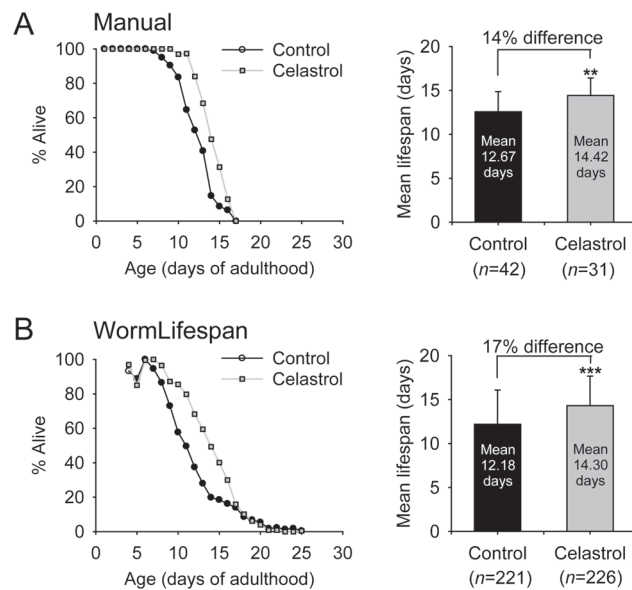 A
Manual
100
80
60
40
20
0
% Alive
Control
Celastrol
0 5 10 15 20 25 30
Age (days of adulthood)
20
15
10
5
0
Mean lifespan (days)
14% difference
**
Mean
12.67
days
Mean
14.42
days
Control
(n=42)
Celastrol
(n=31)
B
WormLifespan
100
80
60
40
20
0
% Alive
Control
Celastrol
0 5 10 15 20 25 30
Age (days of adulthood)
20
15
10
5
0
Mean lifespan (days)
17% difference
***
Mean
12.18
days
Mean
14.30
days
Control
(n=221)
Celastrol
(n=226)